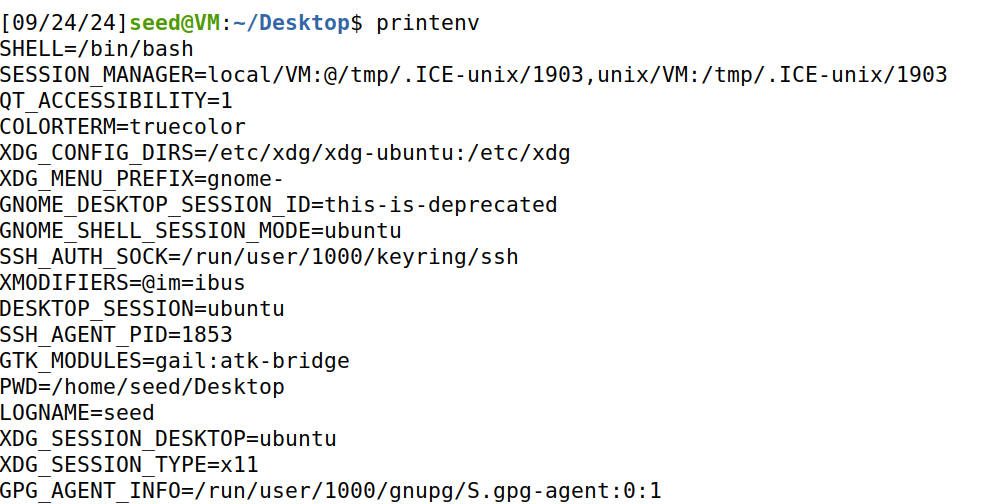 [09/24/24]seed@VM:~/Desktop$ printenv
SHELL=/bin/bash
SESSION_MANAGER=local/VM:@/tmp/.ICE-unix/1903,unix/VM:/tmp/.ICE-unix/1903
QT_ACCESSIBILITY=1
COLORTERM=truecolor
XDG_CONFIG_DIRS=/etc/xdg/xdg-ubuntu:/etc/xdg
XDG_MENU_PREFIX=gnome-
GNOME_DESKTOP_SESSION_ID=this-is-deprecated
GNOME_SHELL_SESSION_MODE=ubuntu
SSH_AUTH_SOCK=/run/user/1000/keyring/ssh
XMODIFIERS=@im=ibus
DESKTOP_SESSION=ubuntu
SSH_AGENT_PID=1853
GTK_MODULES=gail:atk-bridge
PWD=/home/seed/Desktop
LOGNAME=seed
XDG_SESSION_DESKTOP=ubuntu
XDG_SESSION_TYPE=x11
GPG_AGENT_INFO=/run/user/1000/gnupg/S.gpg-agent:0:1